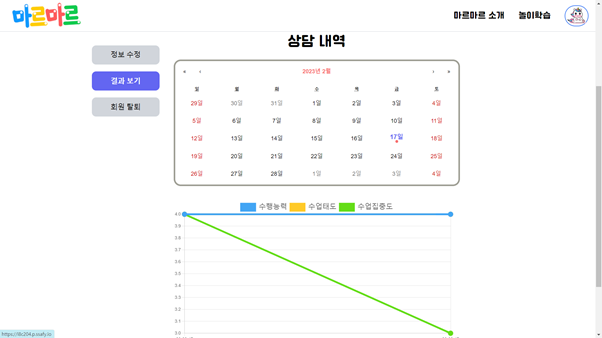 마르마르
마르마르 소개 놀이학습
상담 내역
정보 수정
결과 보기
회원 탈퇴
« ‹ 2023년 2월 › »
일 월 화 수 목 금 토
29일 30일 31일 1일 2일 3일 4일
5일 6일 7일 8일 9일 10일 11일
12일 13일 14일 15일 16일 17일 18일
19일 20일 21일 22일 23일 24일 25일
26일 27일 28일 1일 2일 3일 4일
수행능력 수업태도 수업집중도
4.0
3.9
3.8
3.7
3.6
3.5
3.4
3.3
3.2
3.1
3.0